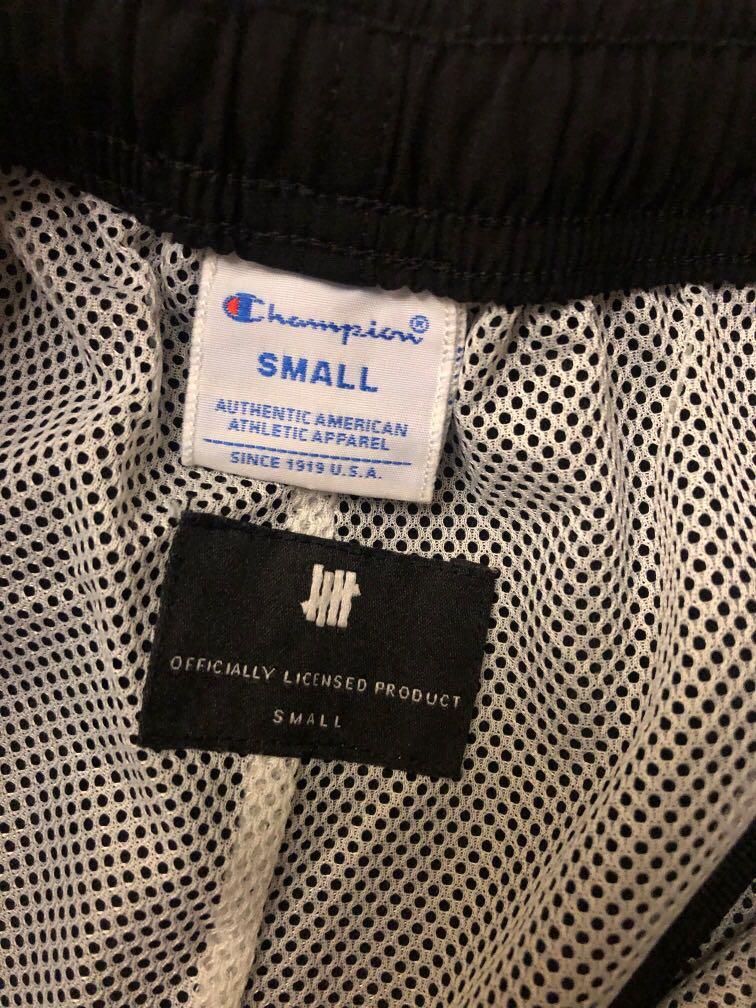 Champion®
SMALL
AUTHENTIC AMERICAN
ATHLETIC APPAREL
SINCE 1919 U.S.A.
OFFICIALLY LICENSED PRODUCT
SMALL